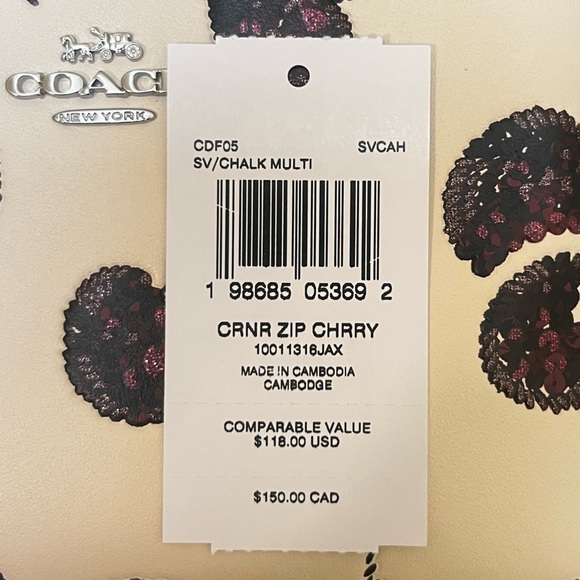 COACH
NEW YORK
CDF05 SVCAH
SV/CHALK MULTI
1 98685 05369 2
CRNR ZIP CHRRY
10011316JAX
MADE IN CAMBODIA
CAMBODGE
COMPARABLE VALUE
$118.00 USD
$150.00 CAD